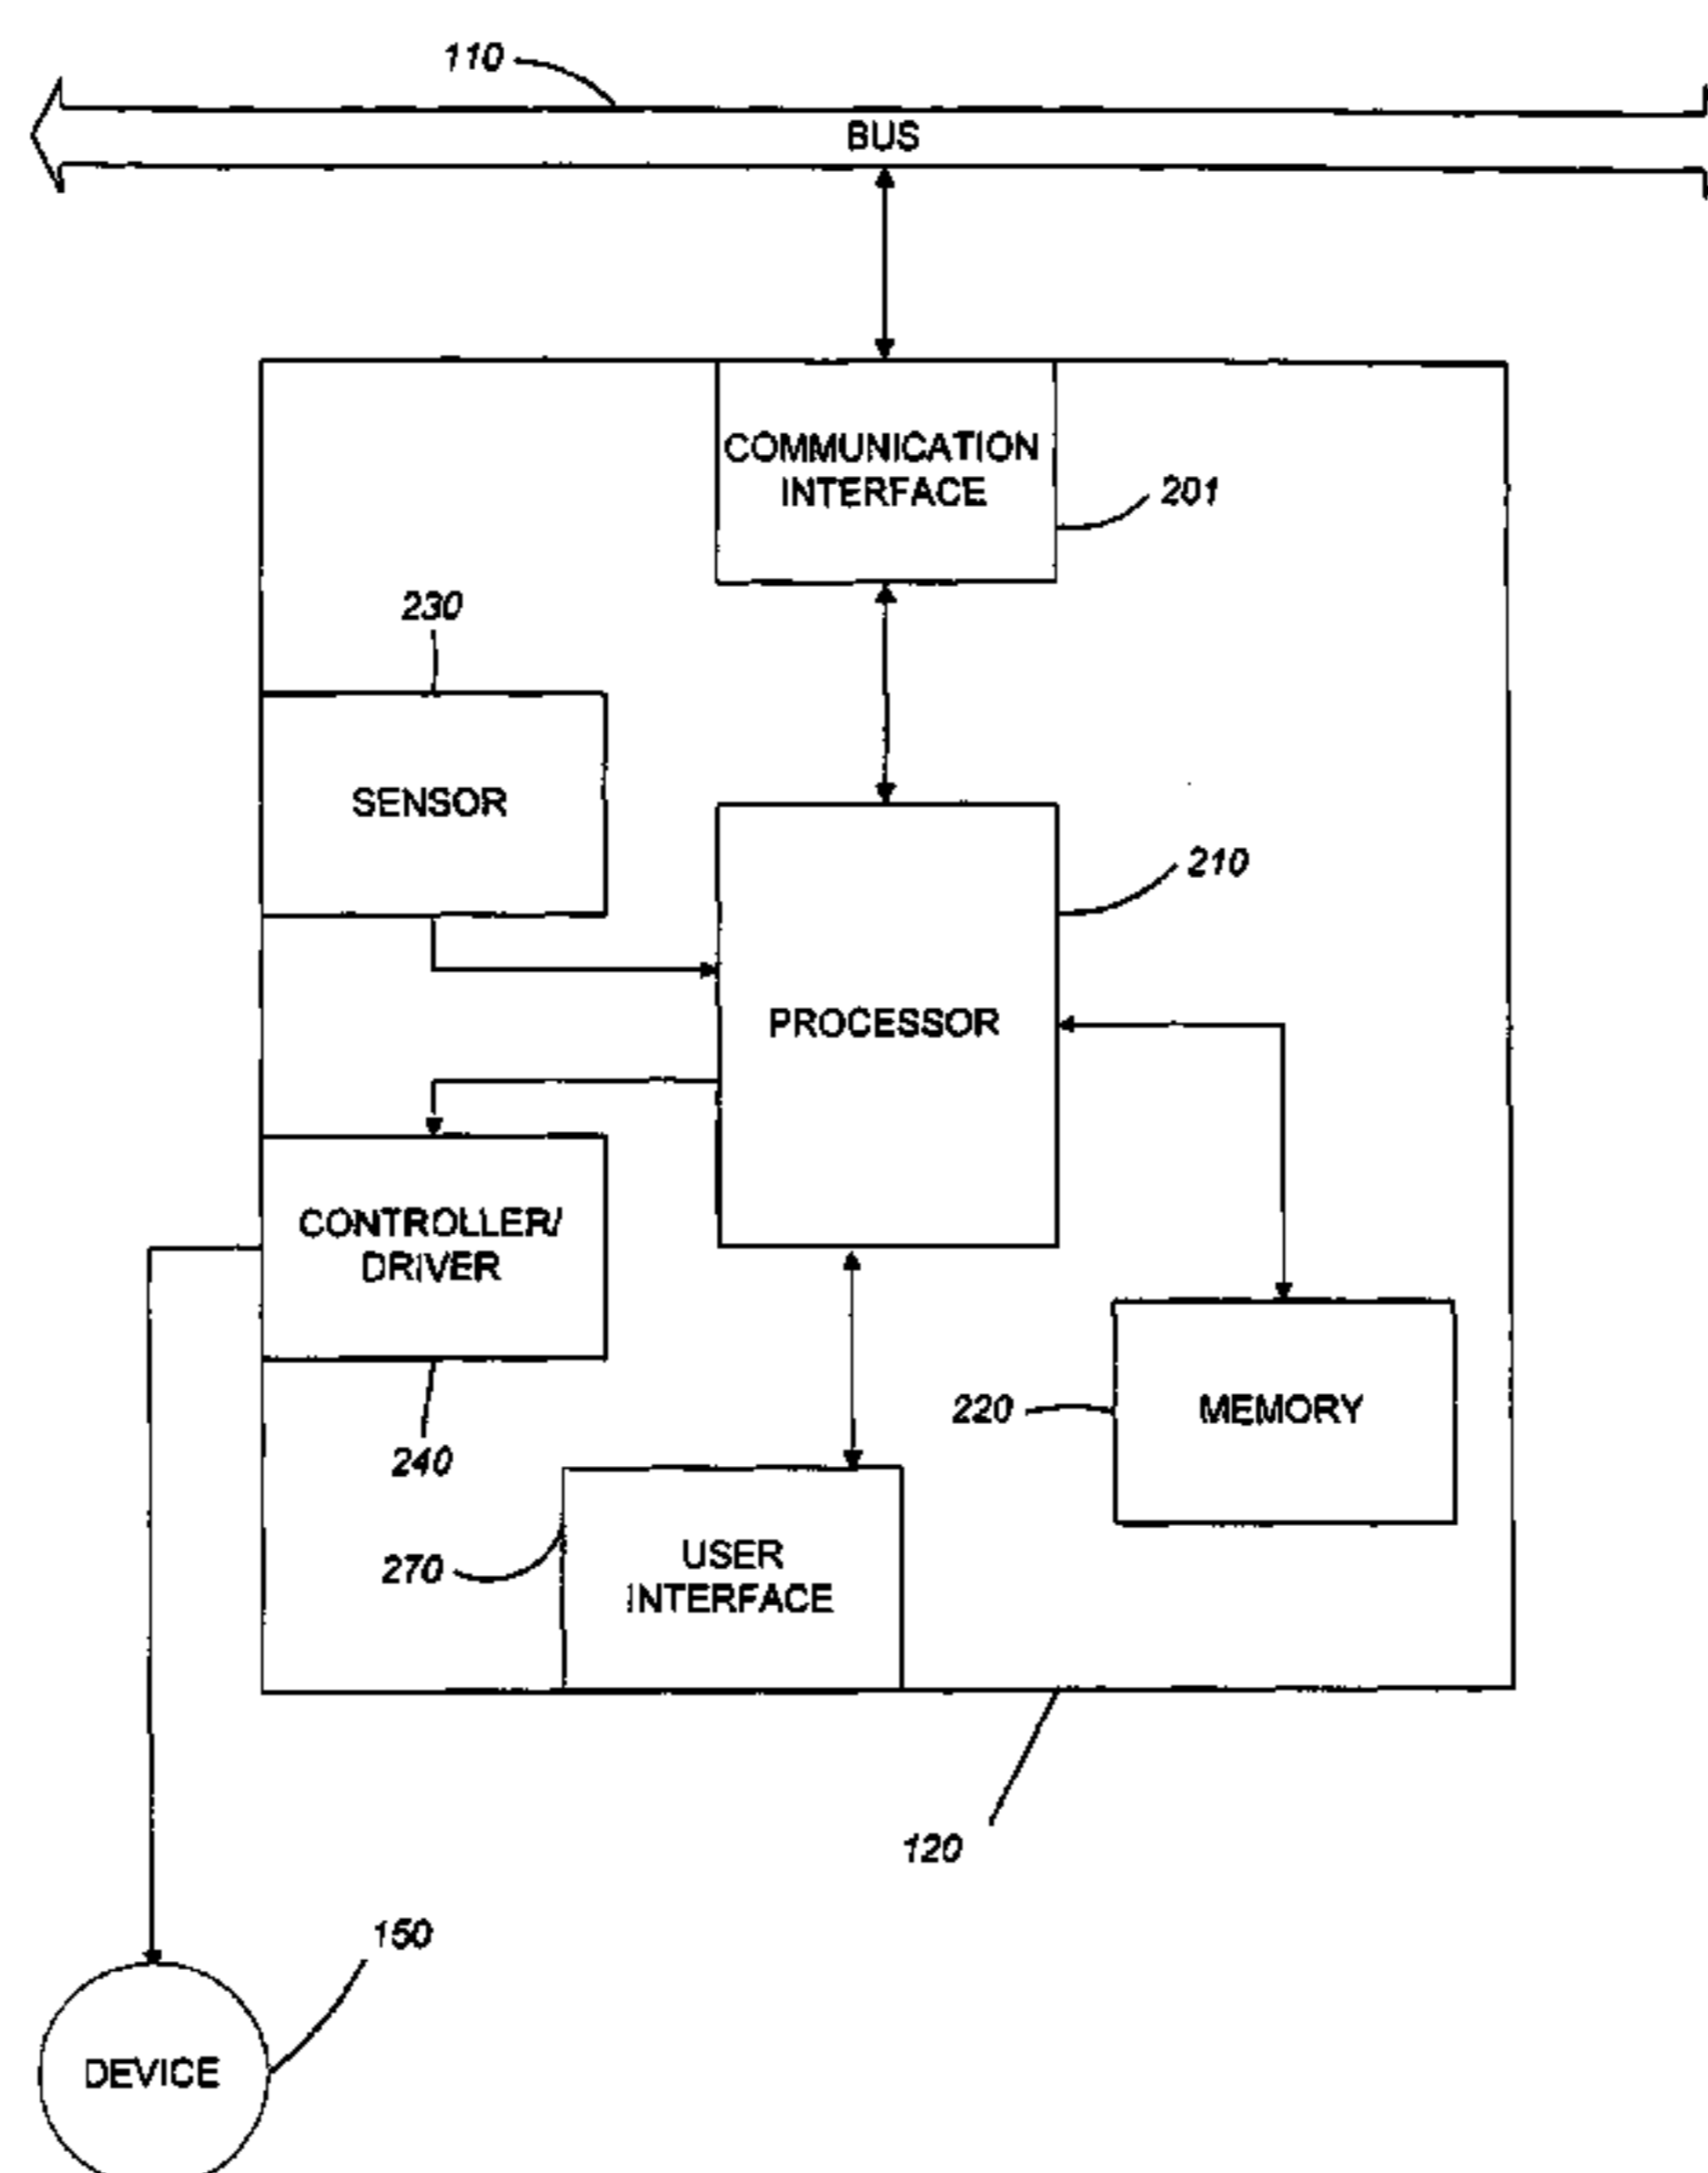 110
BUS
COMMUNICATION
INTERFACE
201
230
SENSOR
210
PROCESSOR
CONTROLLER/
DRIVER
240
220
MEMORY
270
USER
INTERFACE
120
150
DEVICE